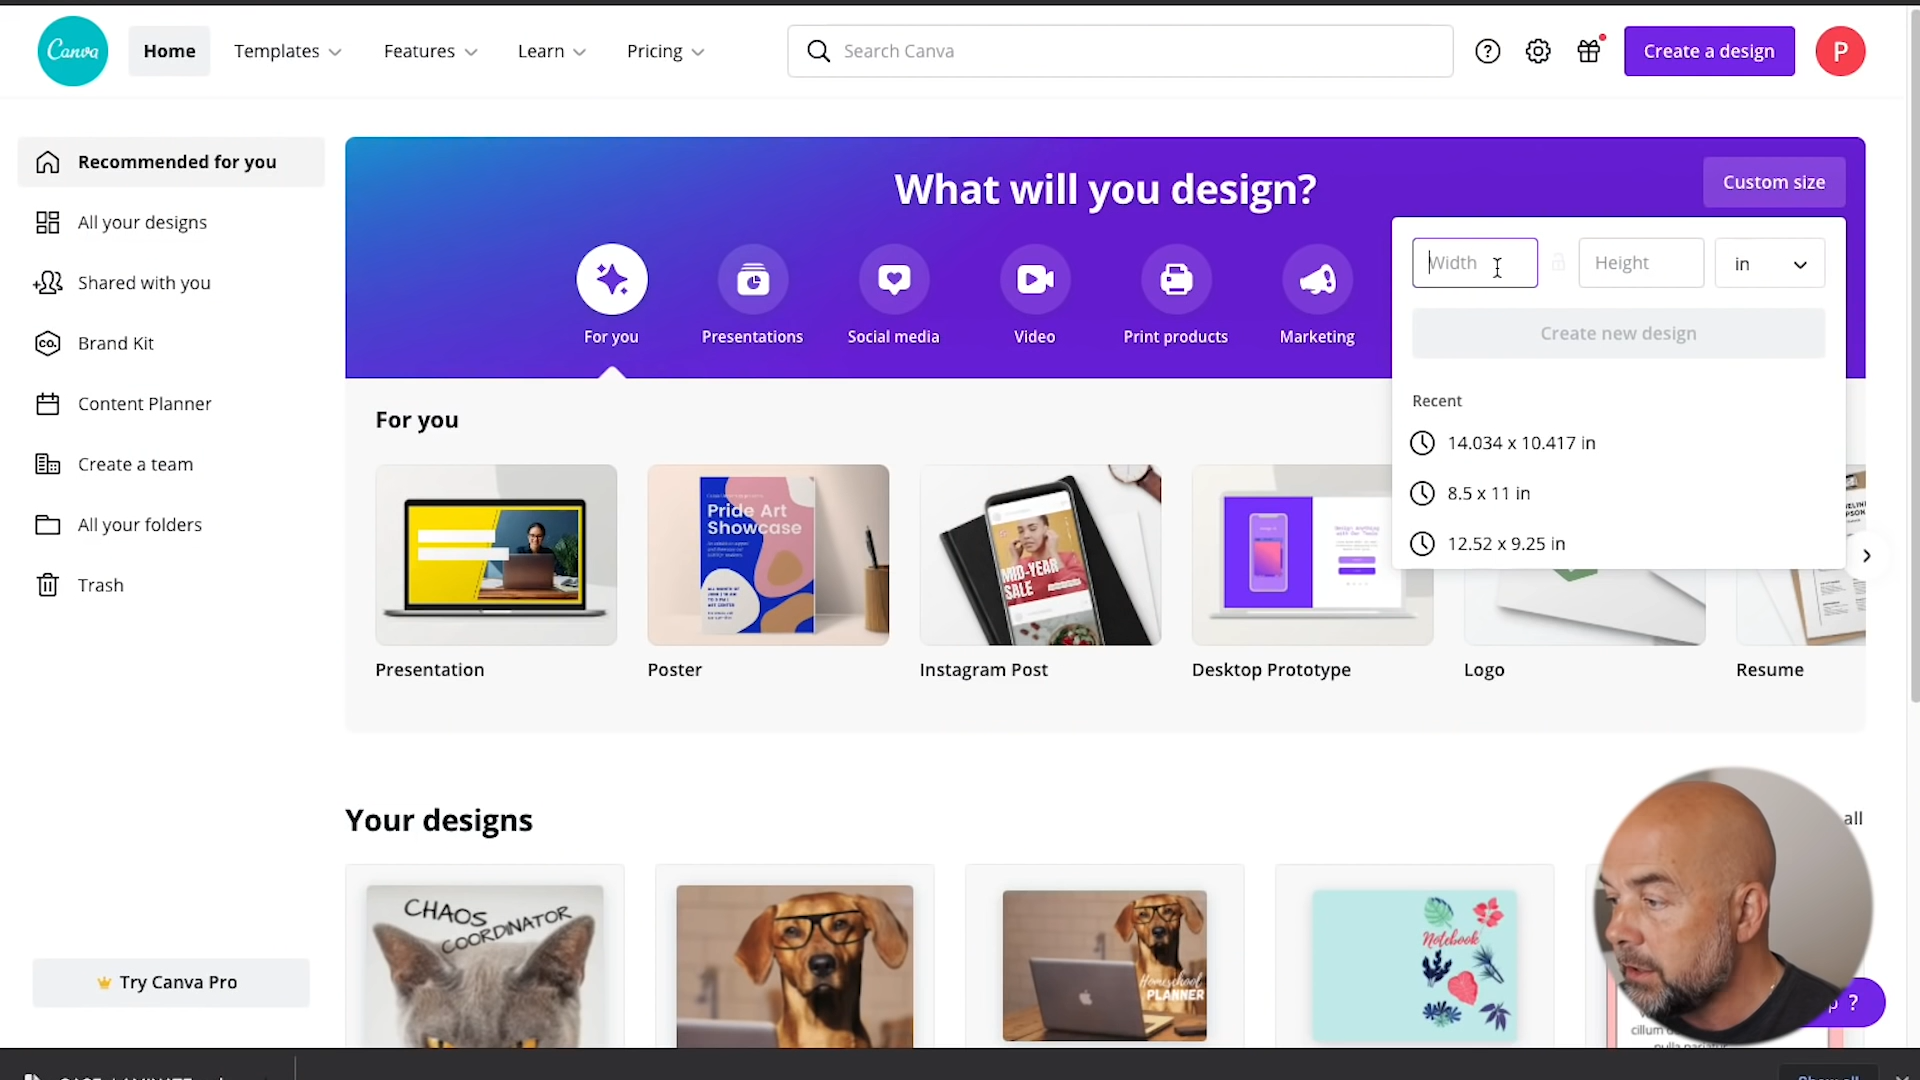 Canva
Home
Templates
Features
Learn
Pricing
Search Canva
Create a design
P
Recommended for you
All your designs
Shared with you
CO.
Brand Kit
Content Planner
Create a team
All your folders
Trash
Try Canva Pro
What will you design?
Custom size
For you
Presentations
Social media
Video
Print products
Marketing
Width
Height
in
Create new design
Recent
14.034 x 10.417 in
8.5 x 11 in
12.52 x 9.25 in
For you
Pride Art
Showcase
MID-YEAR
SALE
Presentation
Poster
Instagram Post
Desktop Prototype
Logo
Resume
Your designs
all
CHAOS
COORDINATOR
Homeschool
PLANNER
Notebook
?
cillum